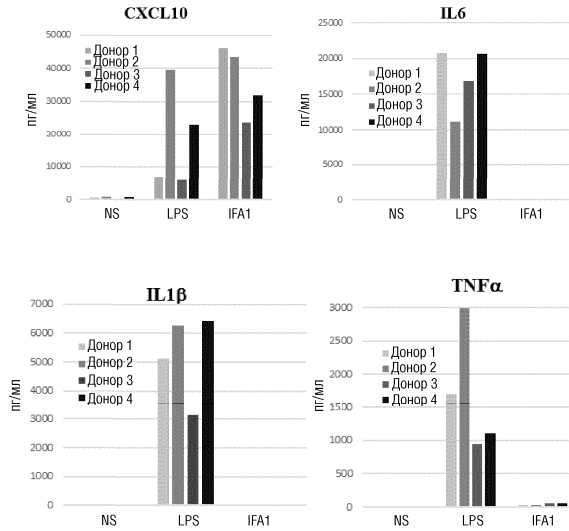 CXCL10
50000
40000
30000
20000
10000
0
пг/мл
Донор 1
Донор 2
Донор 3
Донор 4
NS LPS IFA1
IL6
25000
20000
15000
10000
5000
0
пг/мл
Донор 1
Донор 2
Донор 3
Донор 4
NS LPS IFA1
IL1β
7000
6000
5000
4000
3000
2000
1000
0
пг/мл
Донор 1
Донор 2
Донор 3
Донор 4
NS LPS IFA1
TNFα
3000
2500
2000
1500
1000
500
0
пг/мл
Донор 1
Донор 2
Донор 3
Донор 4
NS LPS IFA1